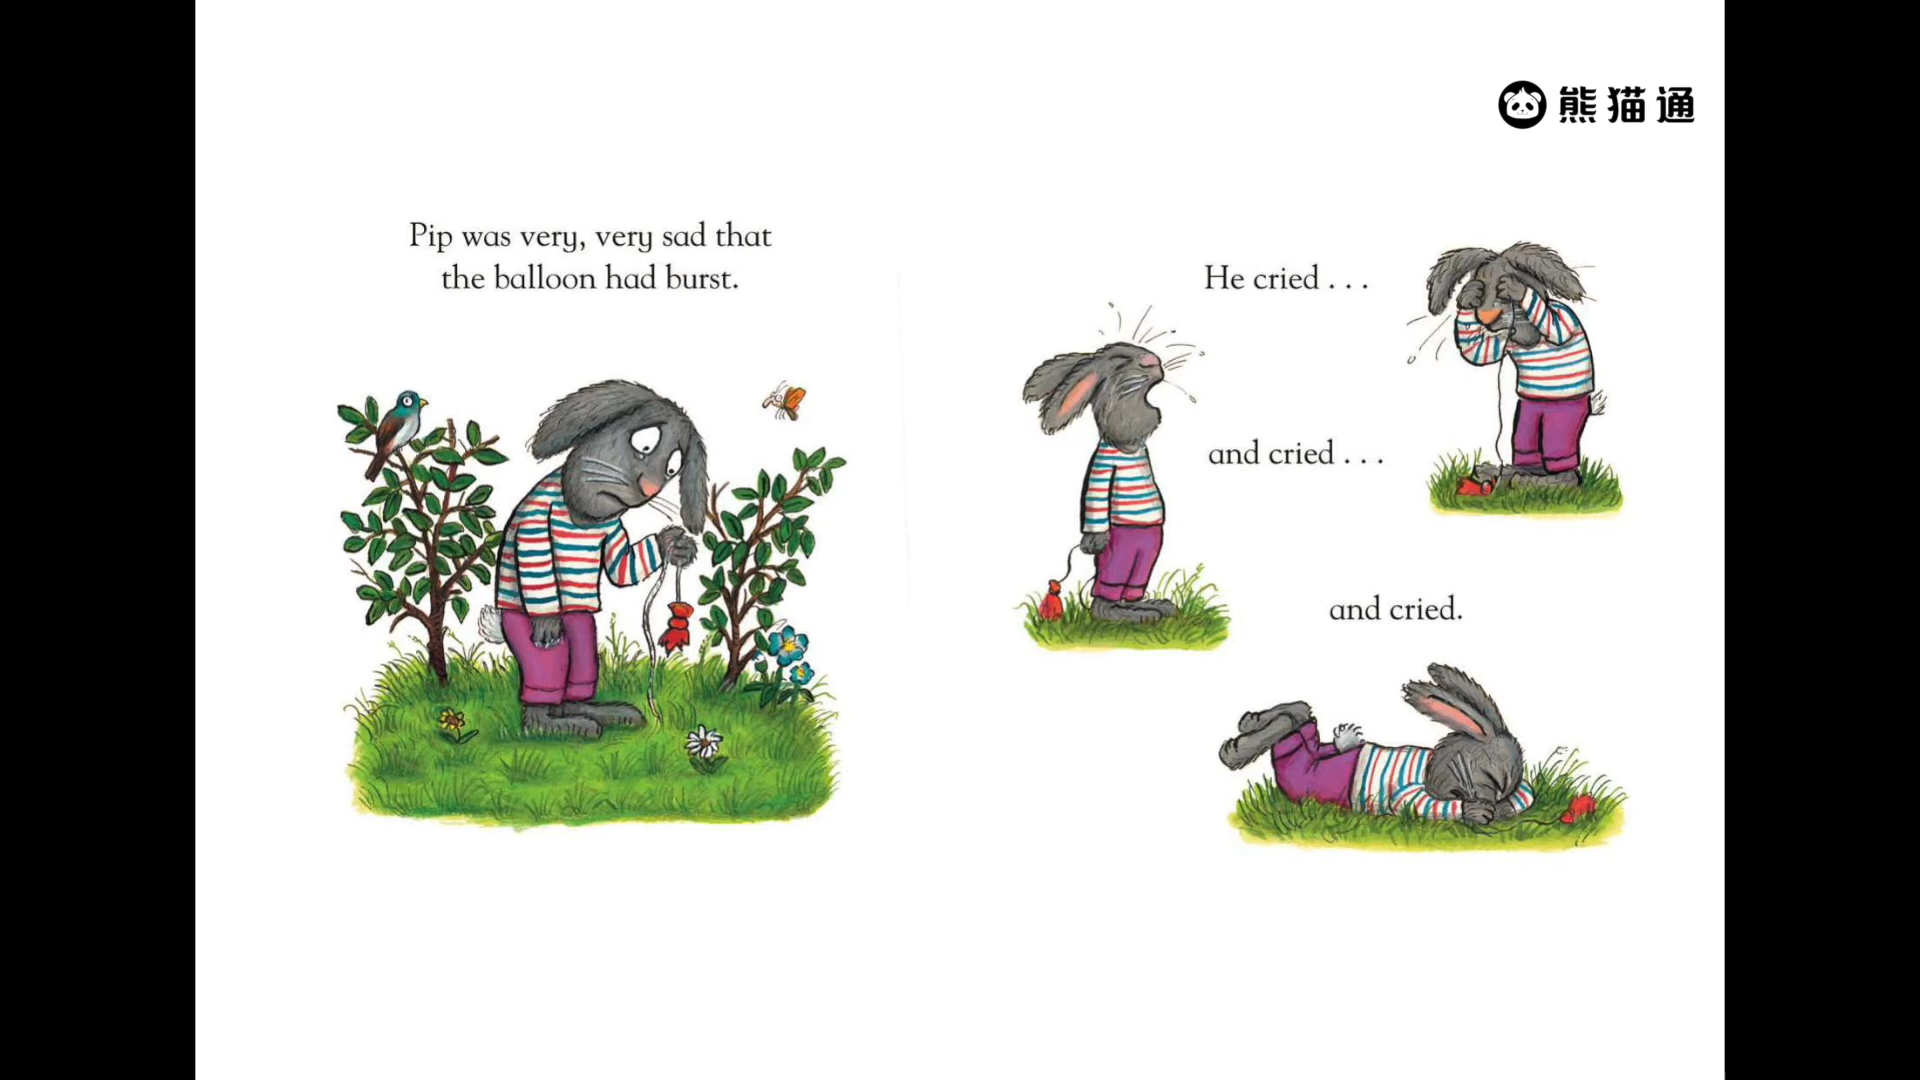 熊猫通
Pip was very, very sad that
the balloon had burst.
He cried . . .
and cried . . .
and cried.